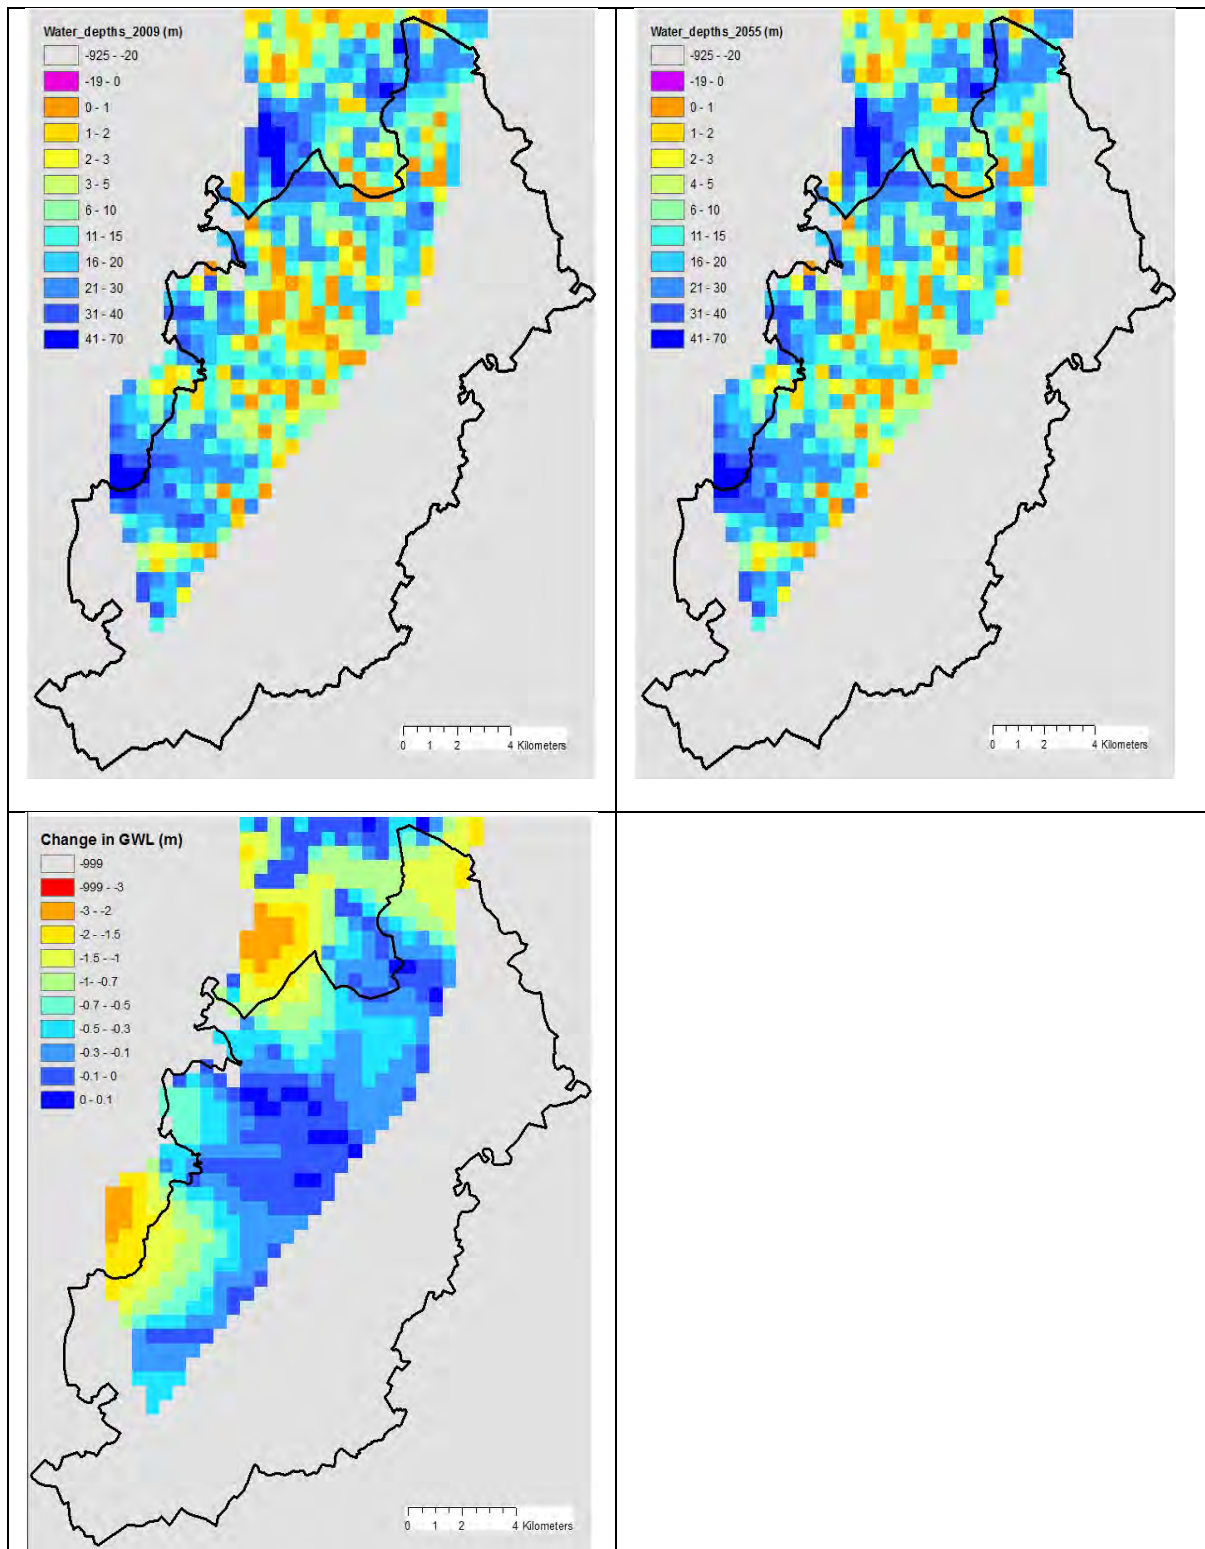 Water_depths_2009 (m)
-925 - -20
-19 - 0
0 - 1
1 - 2
2 - 3
3 - 5
6 - 10
11 - 15
16 - 20
21 - 30
31 - 40
41 - 70
0 1 2 4 Kilometers
Water_depths_2055 (m)
-925 - -20
-19 - 0
0 - 1
1 - 2
2 - 3
4 - 5
6 - 10
11 - 15
16 - 20
21 - 30
31 - 40
41 - 70
0 1 2 4 Kilometers
Change in GWL (m)
-999
-999 - -3
-3 - -2
-2 - -1.5
-1.5 - -1
-1 - -0.7
-0.7 - -0.5
-0.5 - -0.3
-0.3 - -0.1
-0.1 - 0
0 - 0.1
0 1 2 4 Kilometers